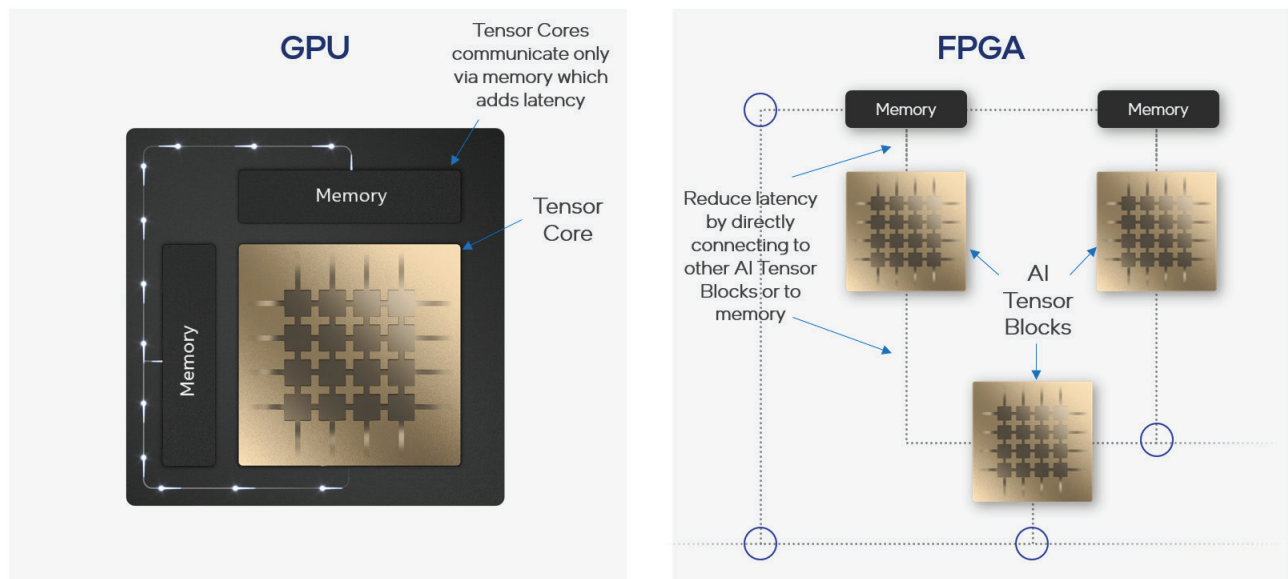 GPU
Tensor Cores
communicate only
via memory which
adds latency
Memory
Tensor
Core
Memory
FPGA
Memory
Memory
Reduce latency
by directly
connecting to
other AI Tensor
Blocks or to
memory
AI
Tensor
Blocks